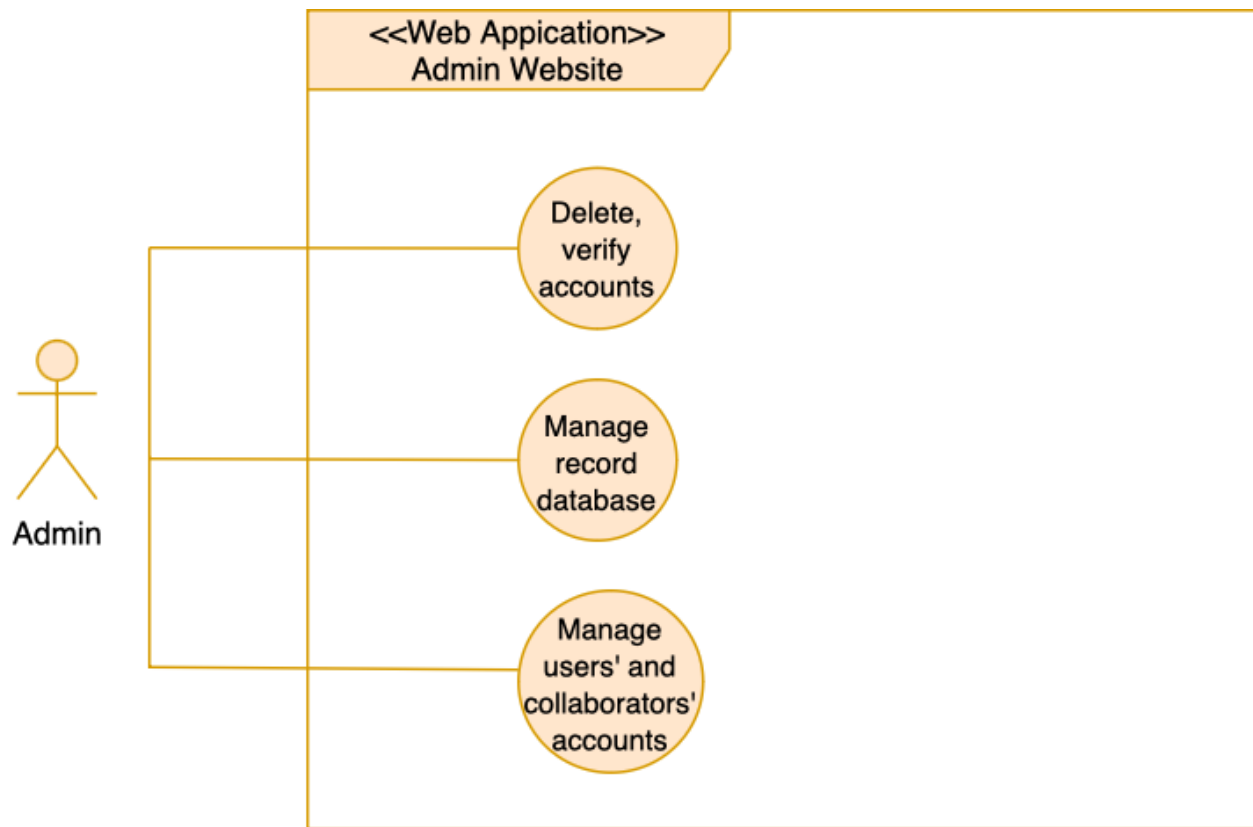 <<Web Appication>>
Admin Website
Delete,
verify
accounts
Manage
record
database
Admin
Manage
users' and
collaborators'
accounts